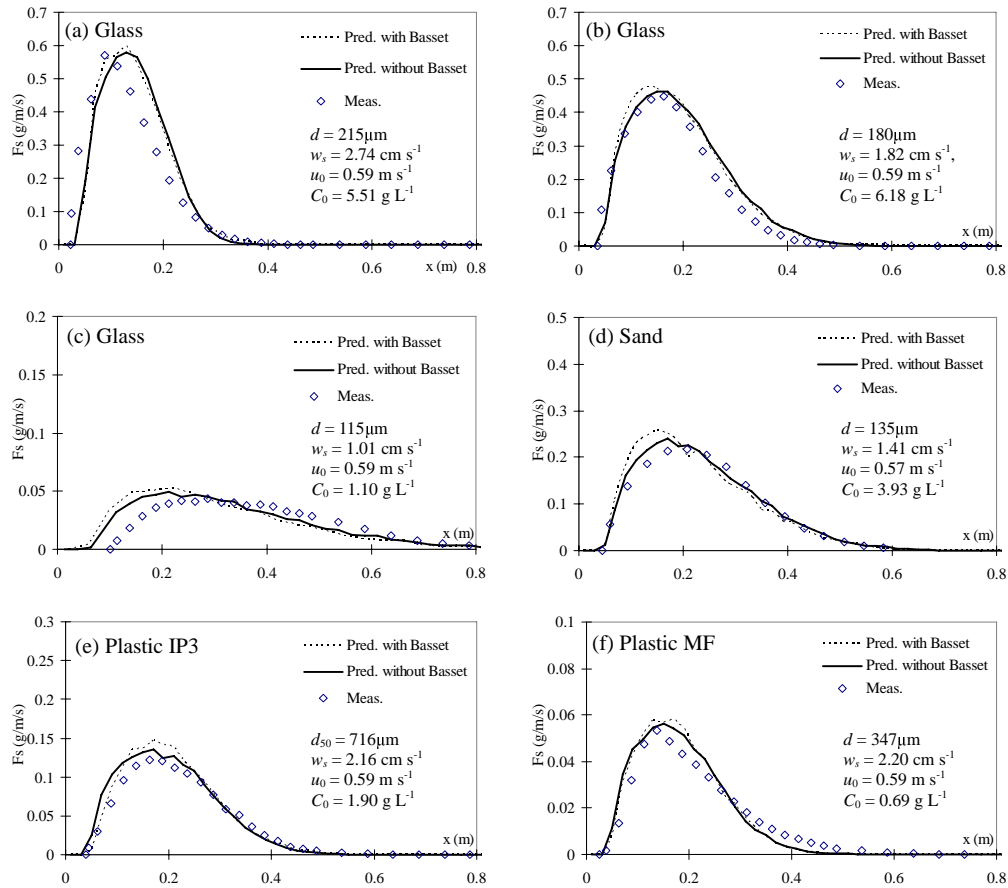 (a) Glass
Pred. with Basset
Pred. without Basset
Meas.
d = 215µm
w_s = 2.74 cm s⁻¹
u₀ = 0.59 m s⁻¹
C₀ = 5.51 g L⁻¹
Fs (g/m/s)
0.7
0.6
0.5
0.4
0.3
0.2
0.1
0
0 0.2 0.4 0.6 0.8
x (m)
(b) Glass
Pred. with Basset
Pred. without Basset
Meas.
d = 180µm
w_s = 1.82 cm s⁻¹,
u₀ = 0.59 m s⁻¹
C₀ = 6.18 g L⁻¹
Fs (g/m/s)
0.7
0.6
0.5
0.4
0.3
0.2
0.1
0
x (m)
0 0.2 0.4 0.6 0.8
(c) Glass
Pred. with Basset
Pred. without Basset
Meas.
d = 115µm
w_s = 1.01 cm s⁻¹
u₀ = 0.59 m s⁻¹
C₀ = 1.10 g L⁻¹
Fs (g/m/s)
0.2
0.15
0.1
0.05
0
x (m)
0 0.2 0.4 0.6 0.8
(d) Sand
Pred. with Basset
Pred. without Basset
Meas.
d = 135µm
w_s = 1.41 cm s⁻¹
u₀ = 0.57 m s⁻¹
C₀ = 3.93 g L⁻¹
Fs (g/m/s)
0.5
0.4
0.3
0.2
0.1
0
x (m)
0 0.2 0.4 0.6 0.8
(e) Plastic IP3
Pred. with Basset
Pred. without Basset
Meas.
d₅₀ = 716µm
w_s = 2.16 cm s⁻¹
u₀ = 0.59 m s⁻¹
C₀ = 1.90 g L⁻¹
Fs (g/m/s)
0.3
0.25
0.2
0.15
0.1
0.05
0
x (m)
0 0.2 0.4 0.6 0.8
(f) Plastic MF
Pred. with Basset
Pred. without Basset
Meas.
d = 347µm
w_s = 2.20 cm s⁻¹
u₀ = 0.59 m s⁻¹
C₀ = 0.69 g L⁻¹
Fs (g/m/s)
0.1
0.08
0.06
0.04
0.02
0
x (m)
0 0.2 0.4 0.6 0.8